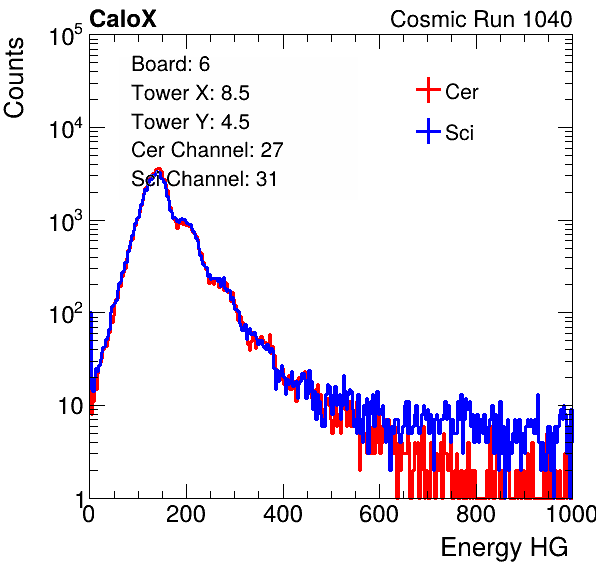 CaloX Cosmic Run 1040
Counts
Board: 6
Tower X: 8.5
Tower Y: 4.5
Cer Channel: 27
Sci Channel: 31
Cer
Sci
10^5
10^4
10^3
10^2
10
1
0 200 400 600 800 1000
Energy HG